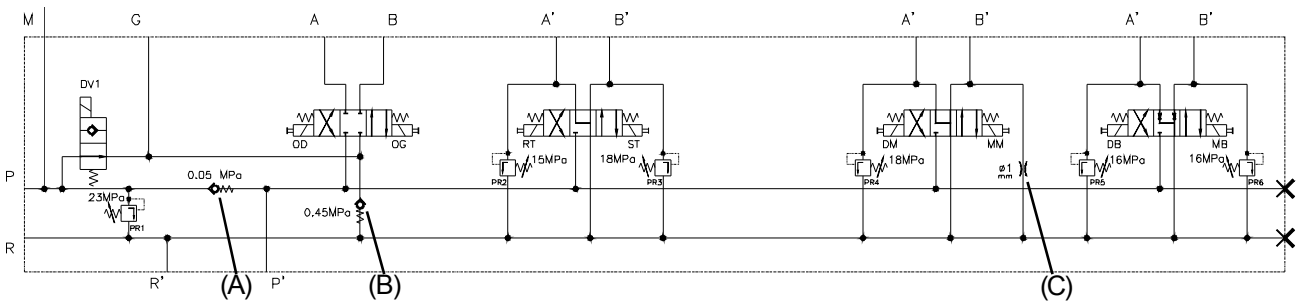 M G A B A' B' A' B' A' B'
DV1
OD OG RT ST DM MM DB MB
15MPa 18MPa 18MPa ø1 mm 16MPa 16MPa
P 0.05 MPa
PR2 PR3 PR4 PR5 PR6
23MPa
0.45MPa
PR1
R
R' (A) P' (B) (C)